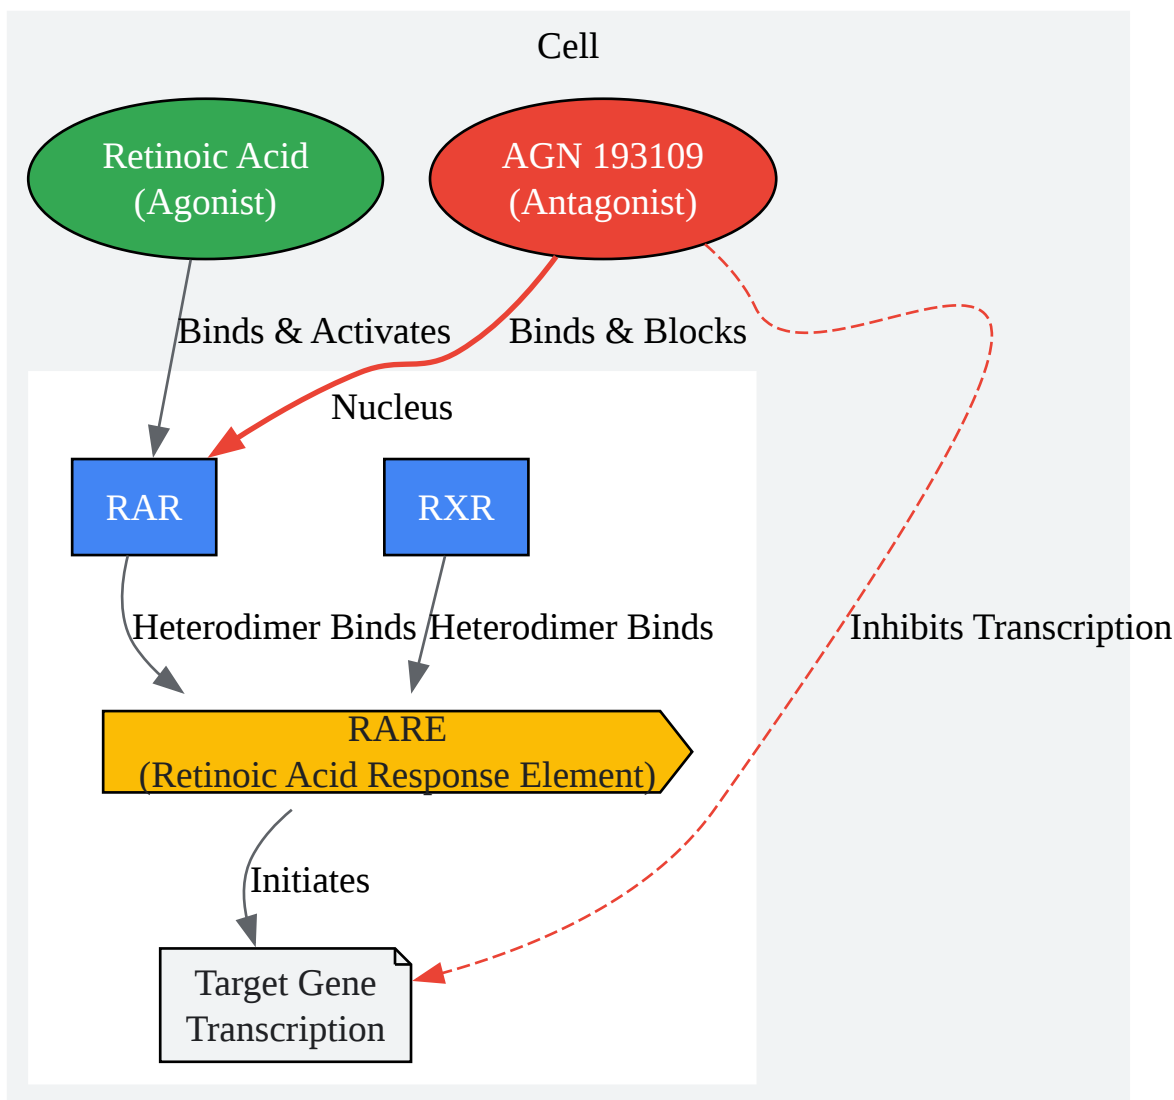 Cell
Retinoic Acid
(Agonist)
AGN 193109
(Antagonist)
Binds & Activates
Binds & Blocks
Nucleus
RAR
RXR
Heterodimer Binds
Heterodimer Binds
Inhibits Transcription
RARE
(Retinoic Acid Response Element)
Initiates
Target Gene
Transcription